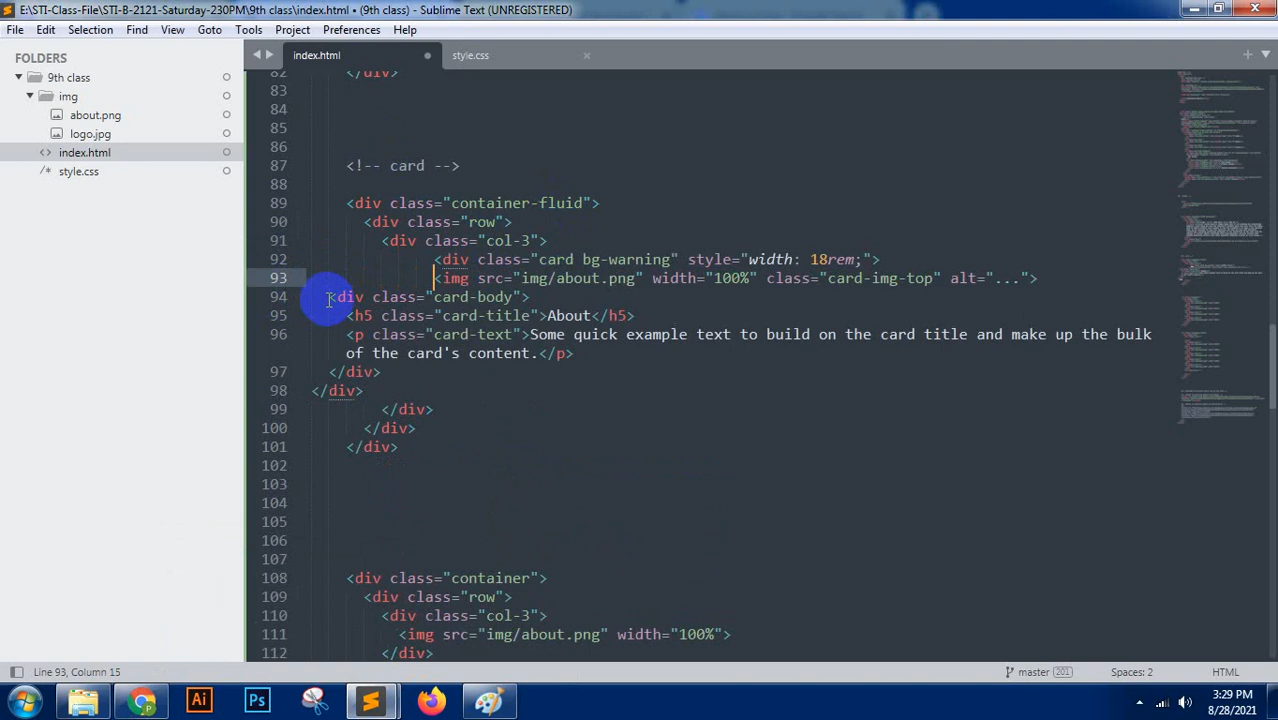 E:\STI-Class-File\STI-B-2121-Saturday-230PM\9th class\index.html • (9th class) - Sublime Text (UNREGISTERED)
File Edit Selection Find View Goto Tools Project Preferences Help
FOLDERS
9th class
img
about.png
logo.jpg
<> index.html
/* style.css
index.html
style.css
82 </div>
83
84
85
86
87 <!-- card -->
88
89 <div class="container-fluid">
90 <div class="row">
91 <div class="col-3">
92 <div class="card bg-warning" style="width: 18rem;">
93 <img src="img/about.png" width="100%" class="card-img-top" alt="...">
94 <div class="card-body">
95 <h5 class="card-title">About</h5>
96 <p class="card-text">Some quick example text to build on the card title and make up the bulk
of the card's content.</p>
97 </div>
98 </div>
99 </div>
100 </div>
101 </div>
102
103
104
105
106
107
108 <div class="container">
109 <div class="row">
110 <div class="col-3">
111 <img src="img/about.png" width="100%">
112 </div>
Line 93, Column 15
master 201
Spaces: 2
HTML
Ai
Ps
3:29 PM
8/28/2021